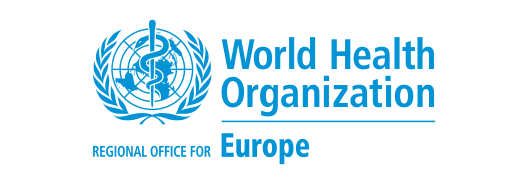 World Health
Organization
REGIONAL OFFICE FOR Europe